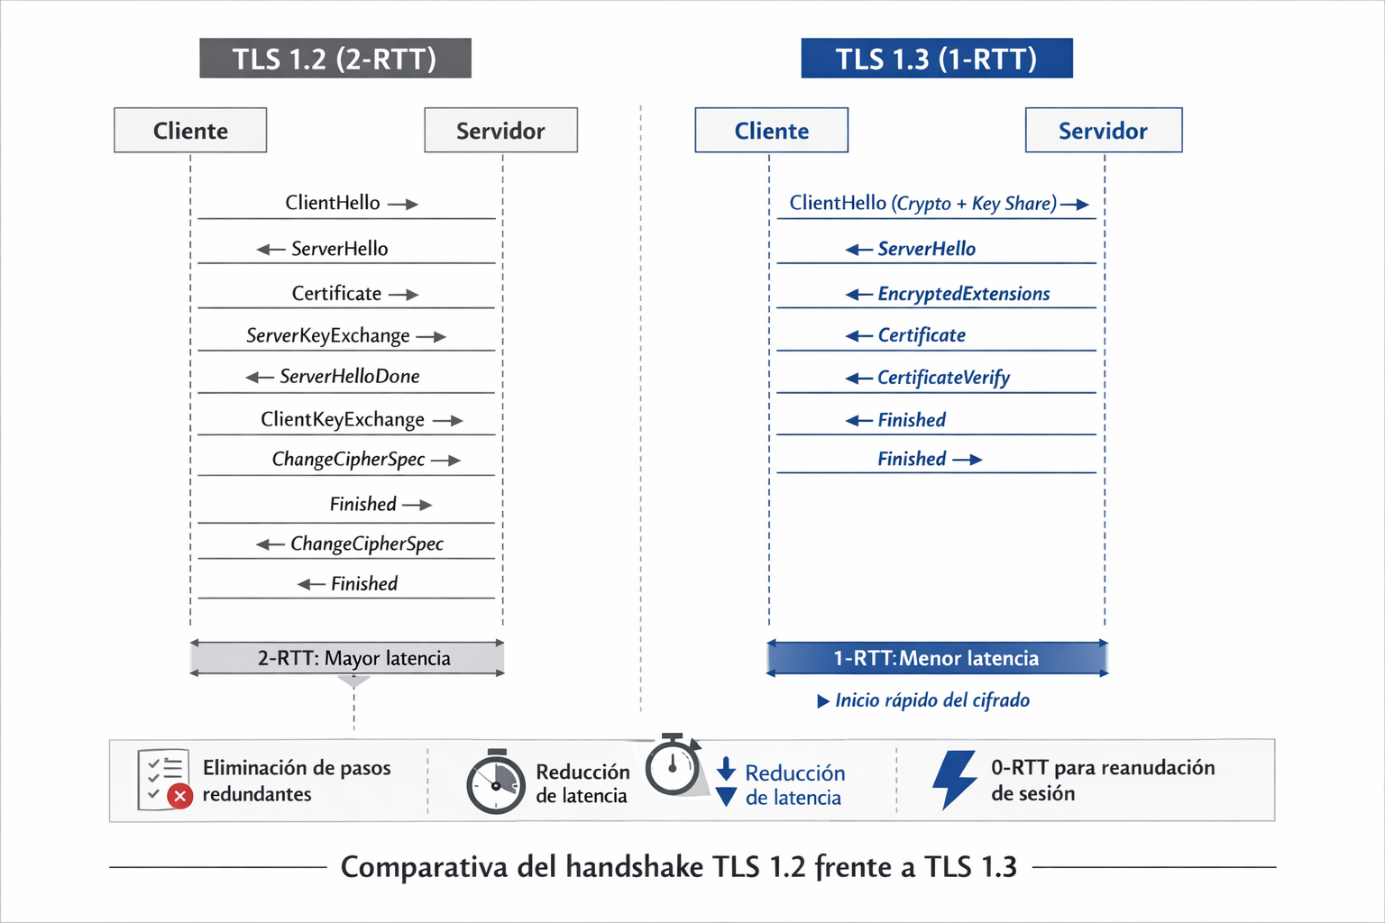 TLS 1.2 (2-RTT)
Cliente
Servidor
ClientHello
ServerHello
Certificate
ServerKeyExchange
ServerHelloDone
ClientKeyExchange
ChangeCipherSpec
Finished
ChangeCipherSpec
Finished
2-RTT: Mayor latencia
TLS 1.3 (1-RTT)
Cliente
Servidor
ClientHello (Crypto + Key Share)
ServerHello
EncryptedExtensions
Certificate
CertificateVerify
Finished
Finished
1-RTT: Menor latencia
Inicio rápido del cifrado
Eliminación de pasos
redundantes
Reducción
de latencia
Reducción
de latencia
0-RTT para reanudación
de sesión
Comparativa del handshake TLS 1.2 frente a TLS 1.3